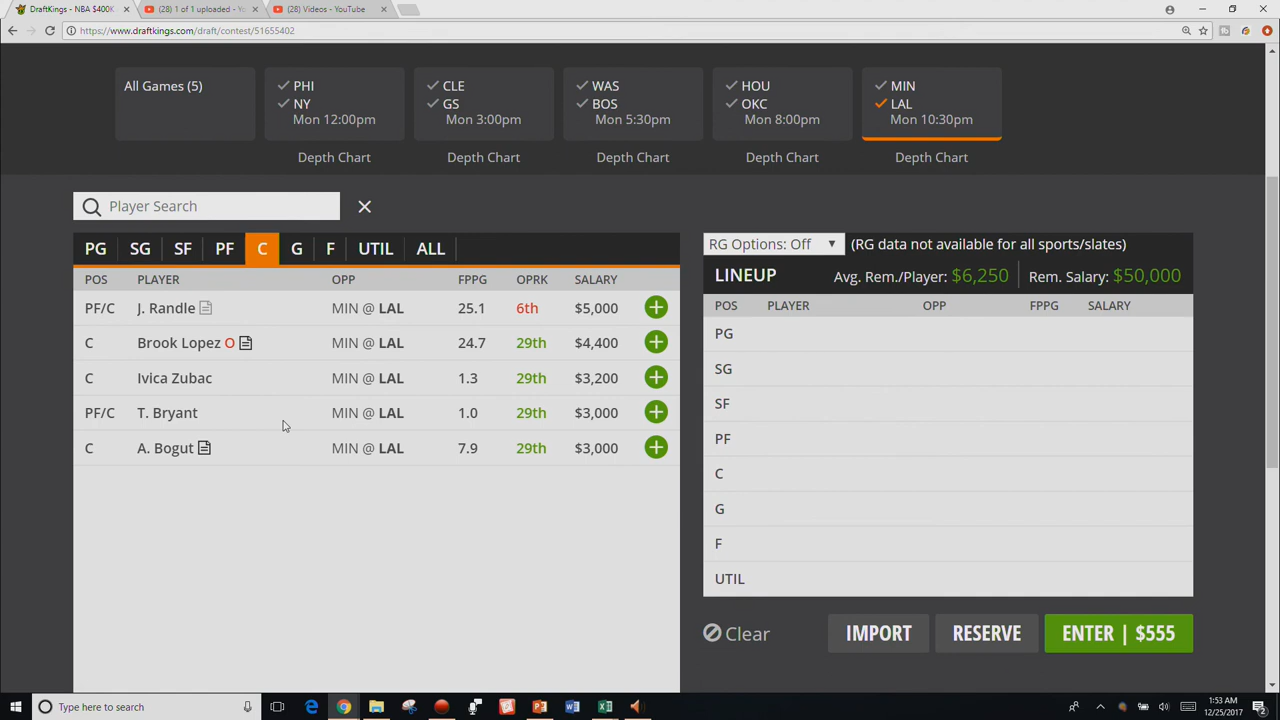 DraftKings - NBA $400K
(28) 1 of 1 uploaded - Yo
(28) Videos - YouTube
https://www.draftkings.com/draft/contest/51655402
All Games (5)
PHI
NY
Mon 12:00pm
CLE
GS
Mon 3:00pm
WAS
BOS
Mon 5:30pm
HOU
OKC
Mon 8:00pm
MIN
LAL
Mon 10:30pm
Depth Chart Depth Chart Depth Chart Depth Chart Depth Chart
Player Search
PG SG SF PF C G F UTIL ALL
POS PLAYER OPP FPPG OPRK SALARY
PF/C J. Randle MIN @ LAL 25.1 6th $5,000
C Brook Lopez O MIN @ LAL 24.7 29th $4,400
C Ivica Zubac MIN @ LAL 1.3 29th $3,200
PF/C T. Bryant MIN @ LAL 1.0 29th $3,000
C A. Bogut MIN @ LAL 7.9 29th $3,000
RG Options: Off (RG data not available for all sports/slates)
LINEUP Avg. Rem./Player: $6,250 Rem. Salary: $50,000
POS PLAYER OPP FPPG SALARY
PG
SG
SF
PF
C
G
F
UTIL
Clear IMPORT RESERVE ENTER | $555
Type here to search
1:53 AM
12/25/2017